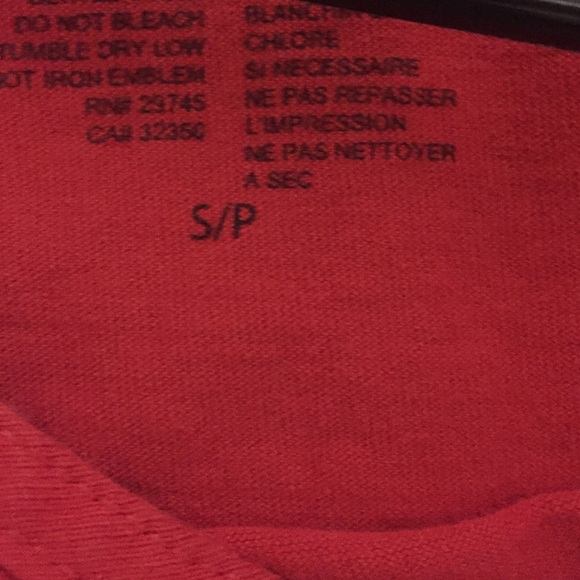 DO NOT BLEACH
TUMBLE DRY LOW
NOT IRON EMBLEM
RN# 29745
CA# 32350
CHLORE
SI NECESSAIRE
NE PAS REPASSER
L'IMPRESSION
NE PAS NETTOYER
A SEC
S/P